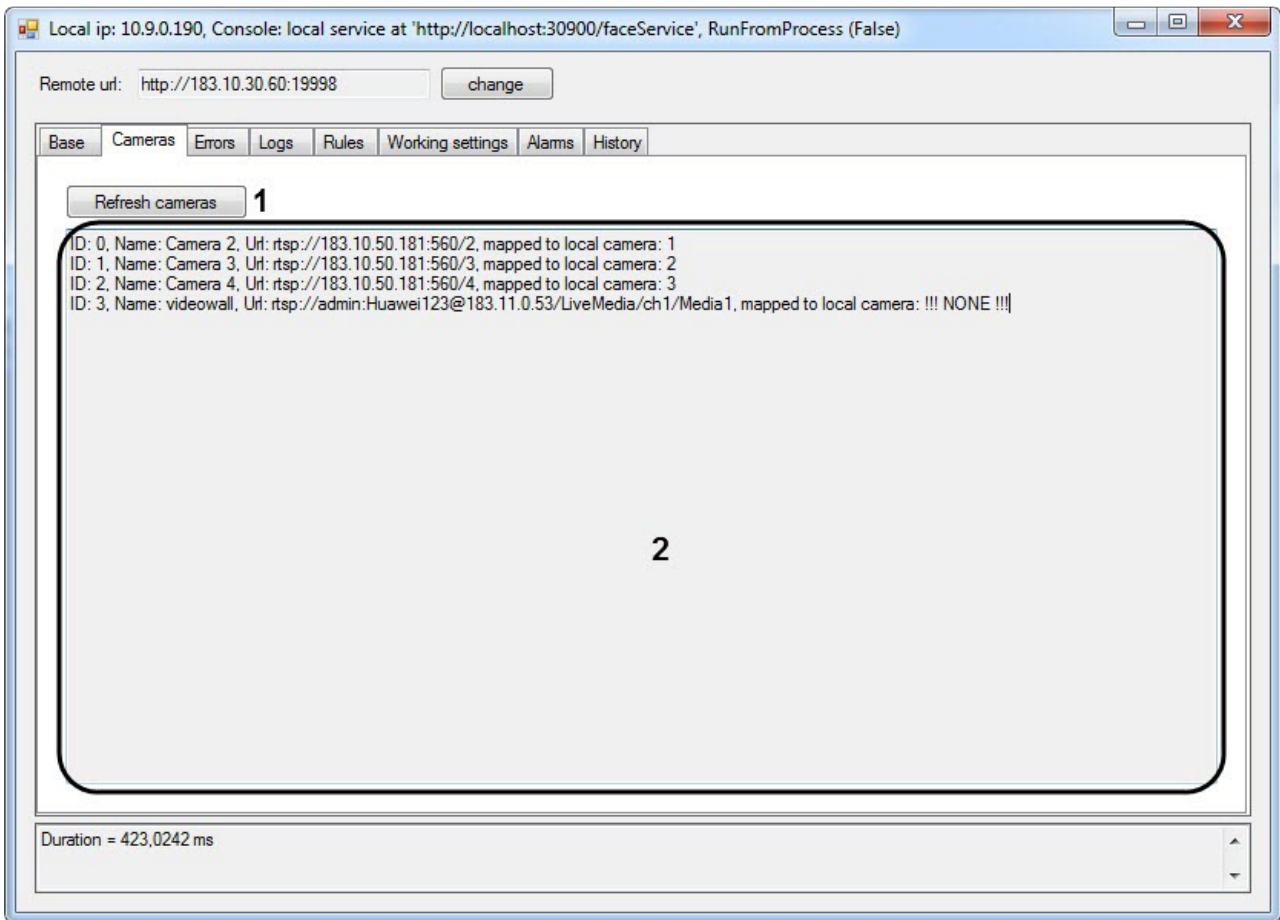 Local ip: 10.9.0.190, Console: local service at 'http://localhost:30900/faceService', RunFromProcess (False)
Remote url: http://183.10.30.60:19998 change
Base Cameras Errors Logs Rules Working settings Alarms History
Refresh cameras 1
ID: 0, Name: Camera 2, Url: rtsp://183.10.50.181:560/2, mapped to local camera: 1
ID: 1, Name: Camera 3, Url: rtsp://183.10.50.181:560/3, mapped to local camera: 2
ID: 2, Name: Camera 4, Url: rtsp://183.10.50.181:560/4, mapped to local camera: 3
ID: 3, Name: videowall, Url: rtsp://admin:Huawei123@183.11.0.53/LiveMedia/ch1/Media1, mapped to local camera: !!! NONE !!!
2
Duration = 423,0242 ms